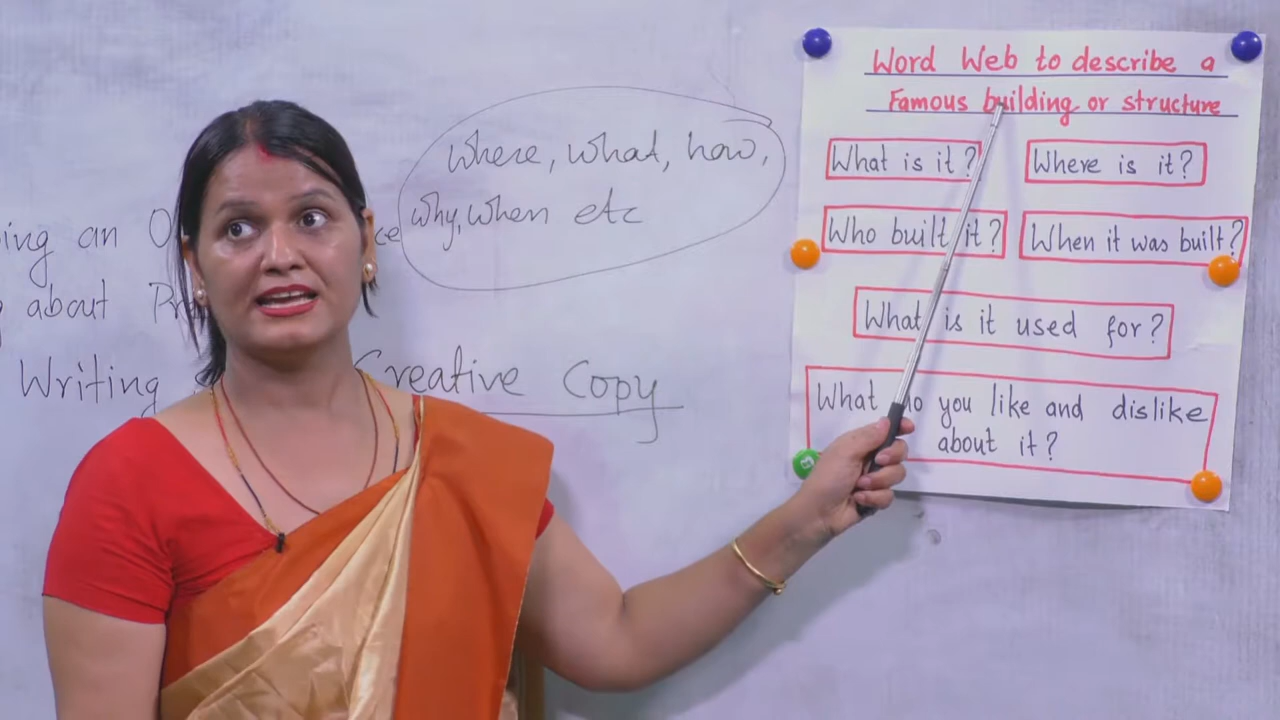 where, what, how,
why, when etc
ing an
about
Writing
Creative Copy
Word Web to describe a
Famous building or structure
What is it?
Where is it?
Who built it?
When it was built?
What is it used for?
What do you like and dislike
about it?